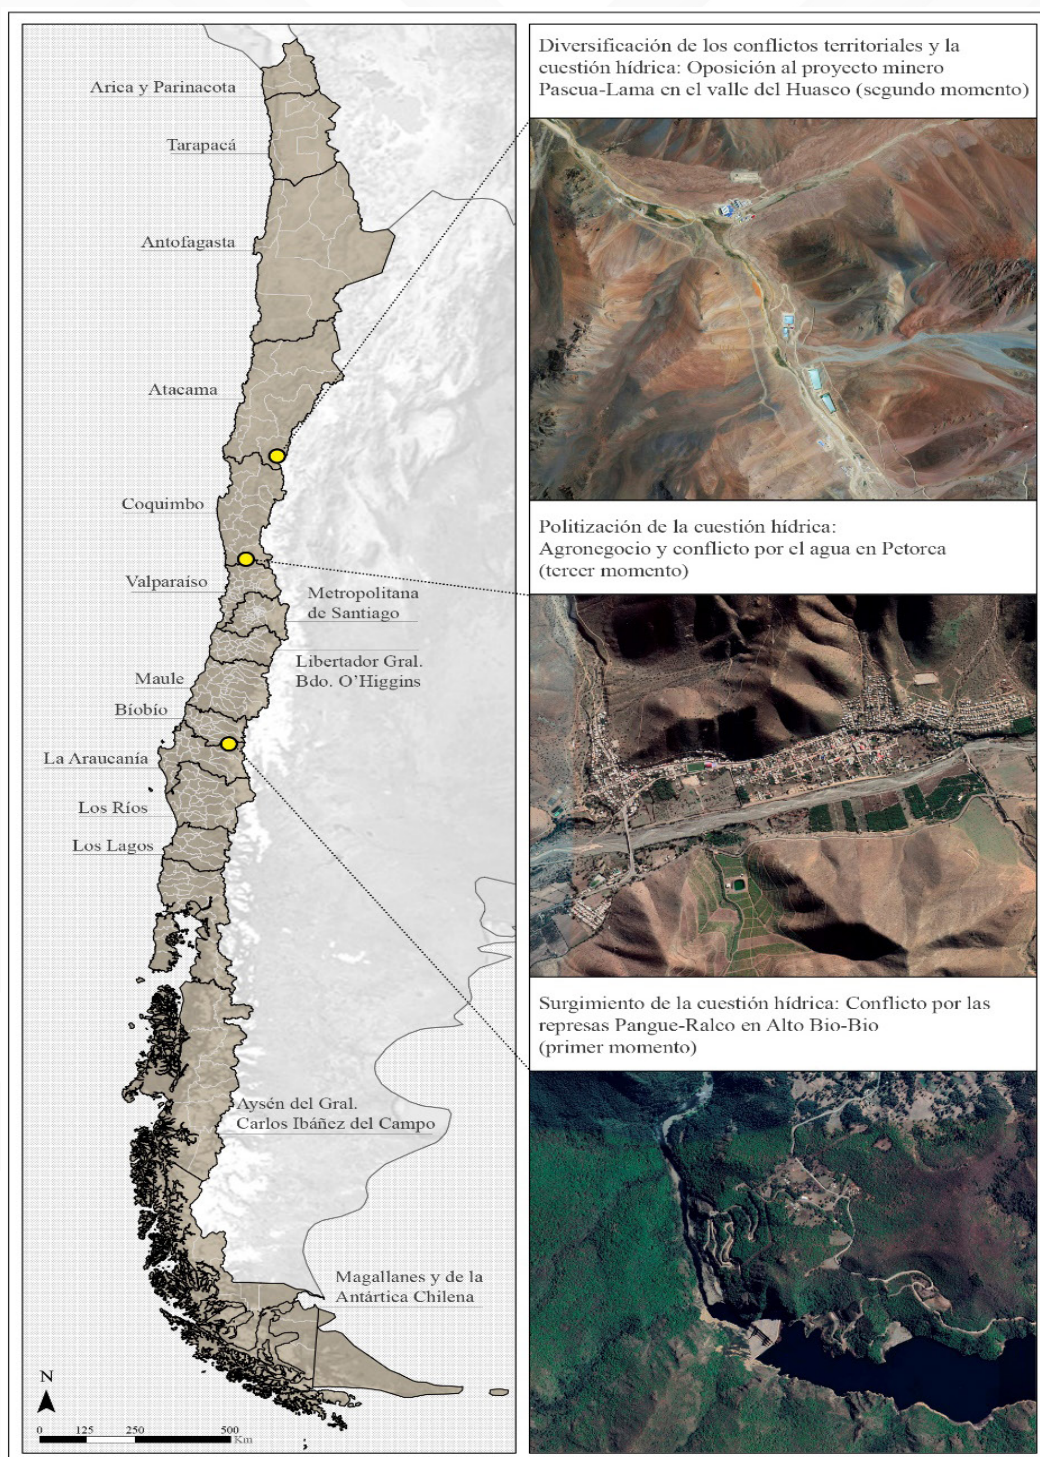 Arica y Parinacota
Tarapacá
Antofagasta
Atacama
Coquimbo
Valparaíso
Metropolitana
de Santiago
Libertador Gral.
Bdo. O'Higgins
Maule
Bíobío
La Araucanía
Los Ríos
Los Lagos
Aysén del Gral.
Carlos Ibáñez del Campo
Magallanes y de la
Antártica Chilena
N
0 125 250 500
Km
Diversificación de los conflictos territoriales y la
cuestión hídrica: Oposición al proyecto minero
Pascua-Lama en el valle del Huasco (segundo momento)
Politización de la cuestión hídrica:
Agronegocio y conflicto por el agua en Petorca
(tercer momento)
Surgimiento de la cuestión hídrica: Conflicto por las
represas Pangue-Ralco en Alto Bio-Bio
(primer momento)